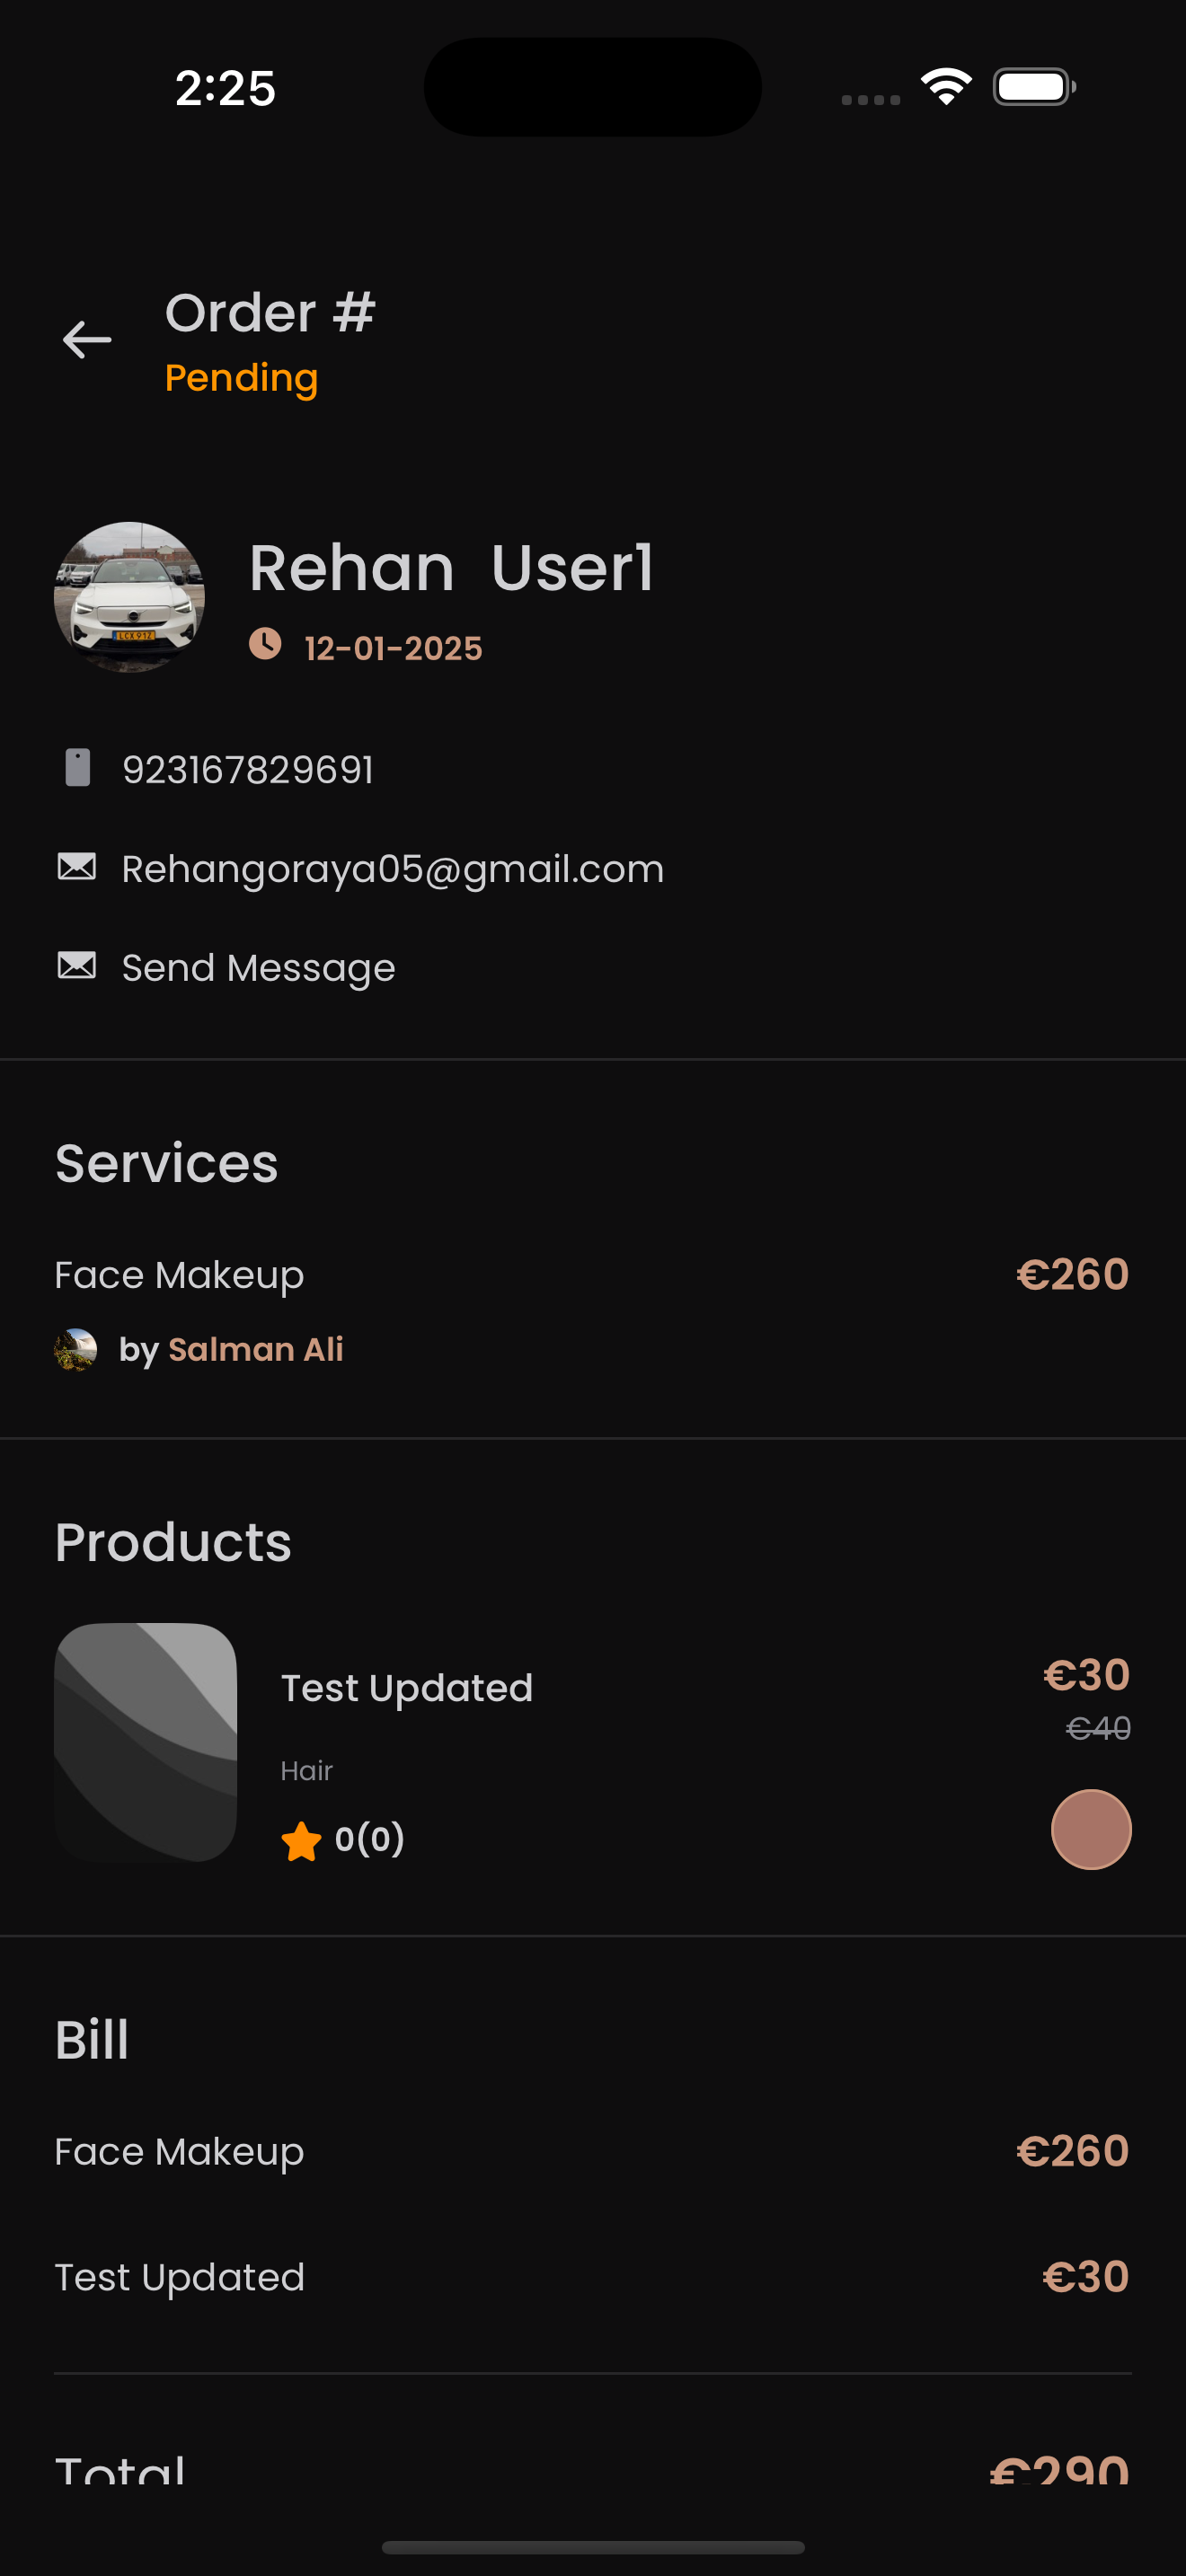 2:25
Order #
Pending
Rehan  User1
12-01-2025
923167829691
Rehangoraya05@gmail.com
Send Message
Services
Face Makeup €260
by Salman Ali
Products
Test Updated €30
€40
Hair
0(0)
Bill
Face Makeup €260
Test Updated €30
Total €290